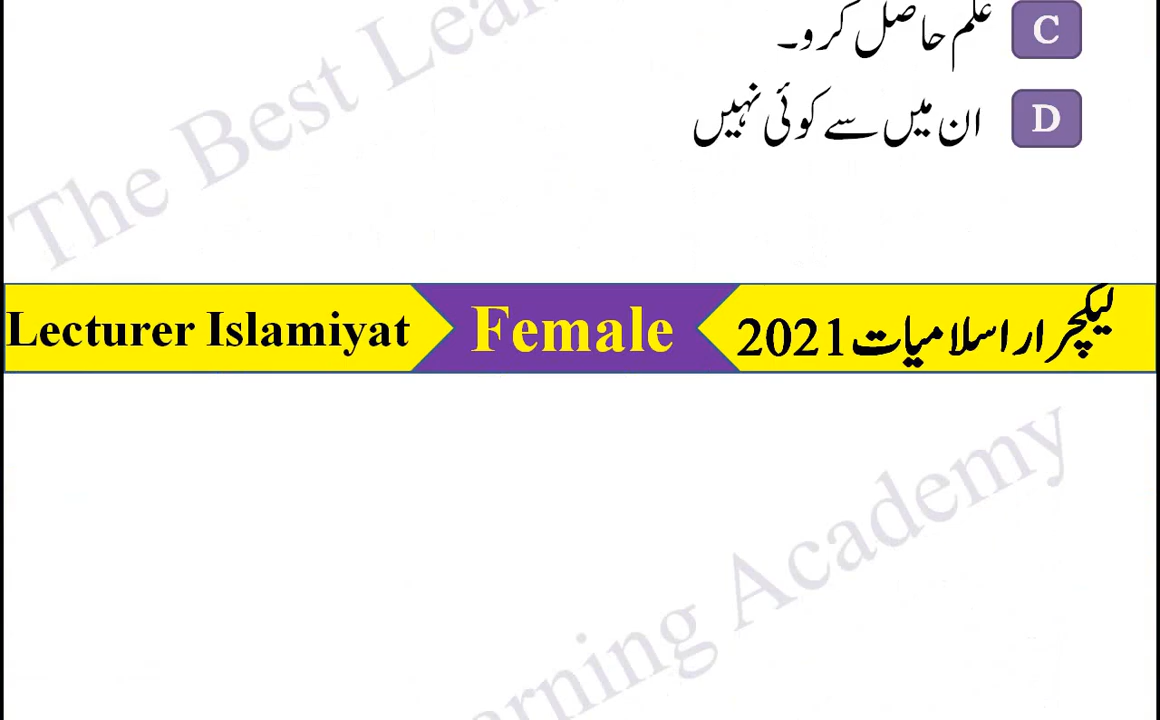 C علم حاصل کرو۔
D ان میں سے کوئی نہیں
The Best Lea
Lecturer Islamiyat Female لیکچرار اسلامیات 2021
rning Academy